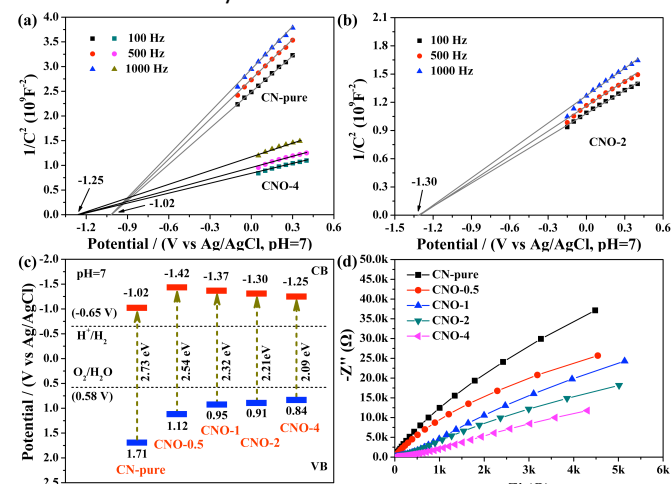 (a)
4.0
3.5
3.0
2.5
2.0
1.5
1.0
0.5
0.0
1/C² (10⁹F⁻²)
100 Hz
500 Hz
1000 Hz
CN-pure
CNO-4
-1.25
-1.02
-1.5 -1.2 -0.9 -0.6 -0.3 0.0 0.3 0.6
Potential / (V vs Ag/AgCl, pH=7)
(b)
2.1
1.8
1.5
1.2
0.9
0.6
0.3
0.0
1/C² (10⁹F⁻²)
100 Hz
500 Hz
1000 Hz
CNO-2
-1.30
-1.5 -1.2 -0.9 -0.6 -0.3 0.0 0.3 0.6
Potential / (V vs Ag/AgCl, pH=7)
(c)
-2.0
-1.5
-1.0
-0.5
0.0
0.5
1.0
1.5
2.0
2.5
Potential / (V vs Ag/AgCl)
pH=7
CB
-1.02
-1.42
-1.37
-1.30
-1.25
(-0.65 V)
H⁺/H₂
O₂/H₂O
(0.58 V)
2.73 eV
2.54 eV
2.32 eV
2.21eV
2.09 eV
1.71
1.12
0.95
0.91
0.84
CN-pure
CNO-0.5
CNO-1
CNO-2
CNO-4
VB
(d)
50.0k
45.0k
40.0k
35.0k
30.0k
25.0k
20.0k
15.0k
10.0k
5.0k
0.0
-Z" (Ω)
CN-pure
CNO-0.5
CNO-1
CNO-2
CNO-4
0 1k 2k 3k 4k 5k 6k